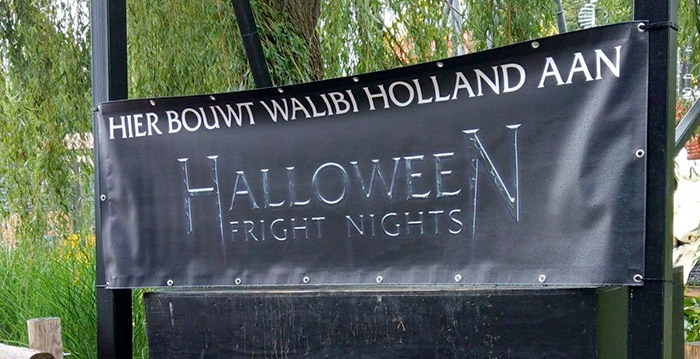 HIER BOUWT WALIBI HOLLAND AAN
HALLOWEEN
FRIGHT NIGHTS